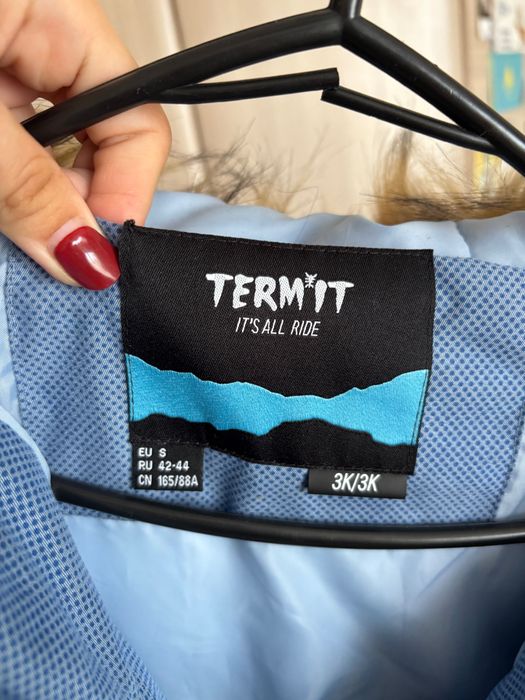 TERMIT
IT'S ALL RIDE
EU S
RU 42-44
CN 165/88A
3K/3K